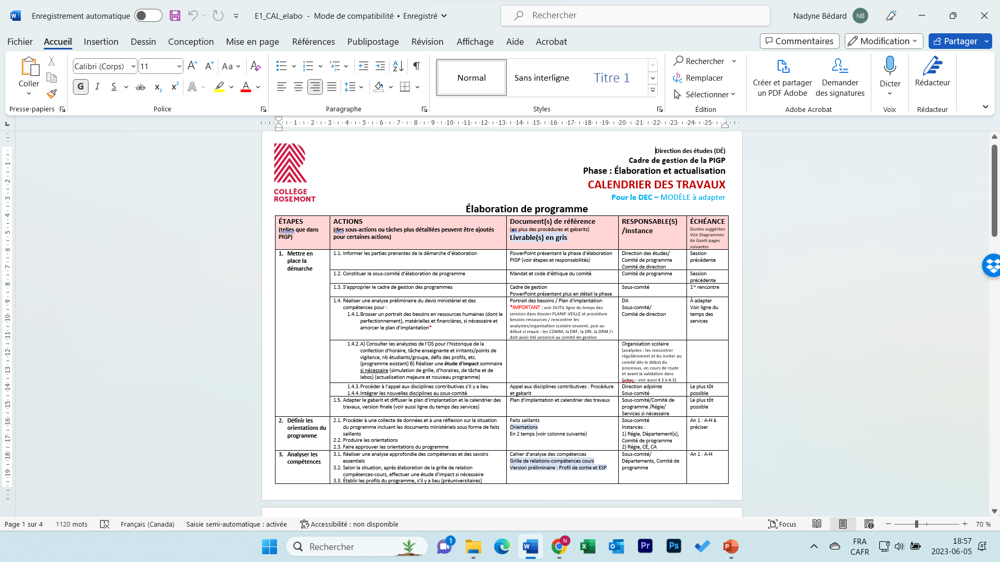 Enregistrement automatique
E1_CAL_elabo - Mode de compatibilité • Enregistré
Rechercher
Nadyne Bédard NB
Fichier Accueil Insertion Dessin Conception Mise en page Références Publipostage Révision Affichage Aide Acrobat
Commentaires Modification Partager
Coller
Presse-papiers
Calibri (Corps) 11
Aa
G I S ab x₂ x² A A
Police
Paragraphe
Normal Sans interligne Titre 1
Styles
Rechercher
Remplacer
Sélectionner
Édition
Créer et partager
un PDF Adobe
Demander
des signatures
Adobe Acrobat
Dicter
Voix
Rédacteur
Rédacteur
1 2 3 4 5 6 7 8 9 10 11 12 13 14 15 16 17 18 19 20 21 22 23 24 25
COLLÈGE
ROSEMONT
Direction des études (DÉ)
Cadre de gestion de la PIGP
Phase : Élaboration et actualisation
CALENDRIER DES TRAVAUX
Pour le DEC – MODÈLE à adapter
Élaboration de programme
ÉTAPES
(telles que dans
PIGP)
ACTIONS
(des sous-actions ou tâches plus détaillées peuvent être ajoutés
pour certaines actions)
Document(s) de référence
(en plus des procédures et gabarits)
Livrable(s) en gris
RESPONSABLE(S)
/Instance
ÉCHÉANCE
Durées suggérées
Voir Diagrammes
de Gantt pages
suivantes
1. Mettre en
place la
démarche
1.1. Informer les parties prenantes de la démarche d’élaboration
PowerPoint présentant la phase d’élaboration
PIGP (voir étapes et responsabilités)
Direction des études/
Comité de programme
Comité de direction
Session
précédente
1.2. Constituer le sous-comité d’élaboration de programme
Mandat et code d’éthique du comité
Comité de programme
Session
précédente
1.3. S’approprier le cadre de gestion des programmes
Cadre de gestion
PowerPoint présentant plus en détail la phase
Sous-comité
1re rencontre
1.4. Réaliser une analyse préliminaire du devis ministériel et des
compétences pour :
1.4.1. Brosser un portrait des besoins en ressources humaines (dont le
perfectionnement), matérielles et financières, si nécessaire et
amorcer le plan d’implantation*
Portrait des besoins / Plan d’implantation
*IMPORTANT : voir OUTIL ligne du temps des
services dans dossier PLANIF-VEILLE et procédure
besoins ressources / rencontrer les
analystes/organisation scolaire souvent, puis au
début si requis : les COMM, la DRF, la DRI, la DRM /+
doit avoir été annoncé au comité de gestion
DA
Sous-comité/
Comité de direction
À adapter
Voir ligne du
temps des
services
1.4.2. A) Consulter les analystes de l’OS pour l’historique de la
confection d’horaire, tâche enseignante et irritants/points de
vigilance, nb étudiants/groupe, défis des profils, etc.
(programme existant) B) Réaliser une étude d’impact sommaire
si nécessaire (simulation de grille, d’horaires, de tâche et de
labos) (actualisation majeure et nouveau programme)
Organisation scolaire
(analystes : les rencontrer
régulièrement et les inviter au
comité dès le début du
processus, en cours de route
et avant la validation dans
Sobec – voir aussi 4.1 à 4.3)
1.4.3. Procéder à l’appel aux disciplines contributives s’il y a lieu
1.4.4. Intégrer les nouvelles disciplines au sous-comité
Appel aux disciplines contributives : Procédure
et gabarit
Direction adjointe
Sous-comité
Le plus tôt
possible
1.5. Adapter le gabarit et diffuser le plan d’implantation et le calendrier des
travaux, version finale (voir aussi ligne du temps des services)
Plan d’implantation et calendrier des travaux
Sous-comité/Comité de
programme /Régie/
Services si nécessaire
Le plus tôt
possible
2. Définir les
orientations du
programme
2.1. Procéder à une collecte de données et à une réflexion sur la situation
du programme incluant les documents ministériels sous forme de faits
saillants
2.2. Produire les orientations
2.3. Faire approuver les orientations du programme
Faits saillants
Orientations
En 2 temps (voir colonne suivante)
Sous-comité
Instances :
1) Régie, Département(s),
Comité de programme
2) Régie, CÉ, CA
An 1 : A-H à
préciser
3. Analyser les
compétences
3.1. Réaliser une analyse approfondie des compétences et des savoirs
essentiels
3.2. Selon la situation, après élaboration de la grille de relation
compétences-cours, effectuer une étude d’impact si nécessaire
3.3. Établir les profils du programme, s’il y a lieu (préuniversitaires)
Cahier d’analyse des compétences
Grille de relations-compétences cours
Version préliminaire : Profil de sortie et ESP
Sous-comité/
Départements, Comité de
programme
An 1 : A-H
Page 1 sur 4 1120 mots Français (Canada) Saisie semi-automatique : activée Accessibilité : non disponible
Focus 70 %
Rechercher
1
N
Pr
Ps
FRA
CAFR
18:57
2023-06-05